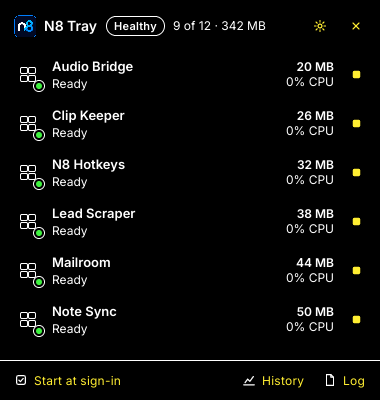 n8 N8 Tray Healthy 9 of 12 · 342 MB
Audio Bridge 20 MB
Ready 0% CPU
Clip Keeper 26 MB
Ready 0% CPU
N8 Hotkeys 32 MB
Ready 0% CPU
Lead Scraper 38 MB
Ready 0% CPU
Mailroom 44 MB
Ready 0% CPU
Note Sync 50 MB
Ready 0% CPU
Start at sign-in History Log